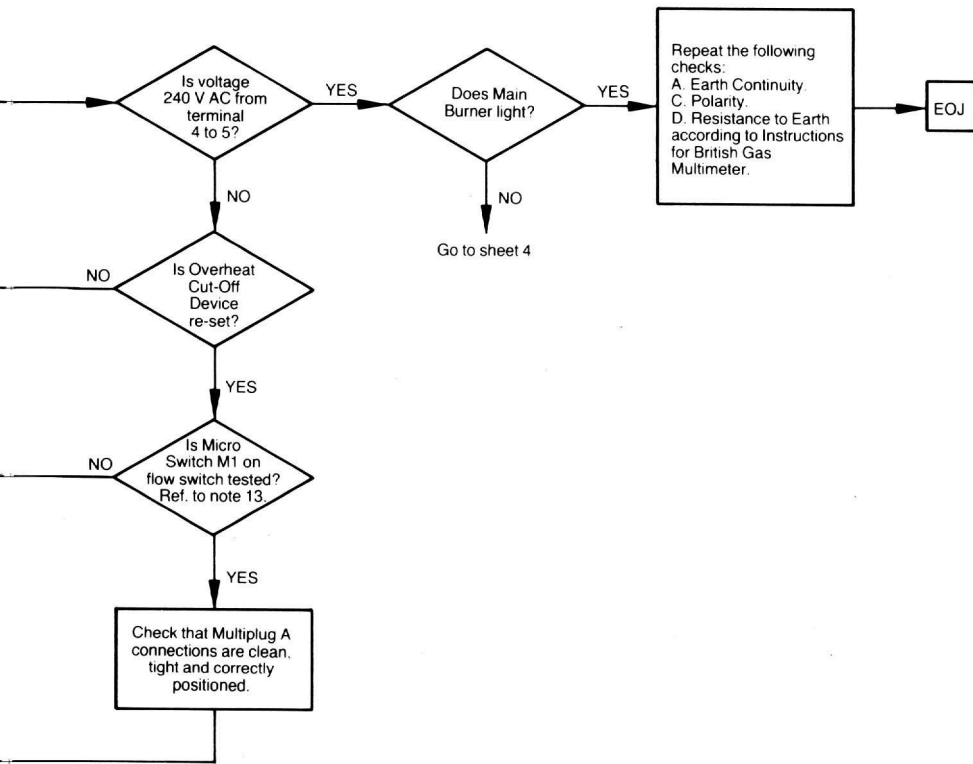 Is voltage
240 V AC from
terminal
4 to 5?
YES
Does Main
Burner light?
YES
Repeat the following
checks:
A. Earth Continuity.
C. Polarity.
D. Resistance to Earth
according to Instructions
for British Gas
Multimeter.
EOJ
NO
NO
Go to sheet 4
NO
Is Overheat
Cut-Off
Device
re-set?
YES
NO
Is Micro
Switch M1 on
flow switch tested?
Ref. to note 13.
YES
Check that Multiplug A
connections are clean,
tight and correctly
positioned.